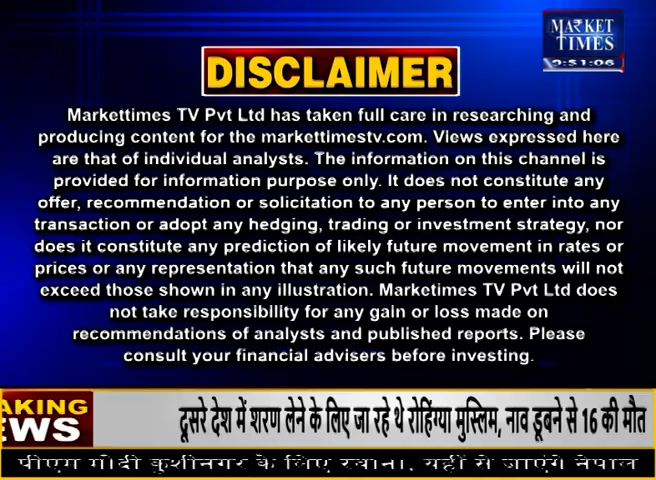 MARKET
TIMES
9:51:06
DISCLAIMER
Markettimes TV Pvt Ltd has taken full care in researching and
producing content for the markettimestv.com. Views expressed here
are that of individual analysts. The information on this channel is
provided for information purpose only. It does not constitute any
offer, recommendation or solicitation to any person to enter into any
transaction or adopt any hedging, trading or investment strategy, nor
does it constitute any prediction of likely future movement in rates or
prices or any representation that any such future movements will not
exceed those shown in any illustration. Marketimes TV Pvt Ltd does
not take responsibility for any gain or loss made on
recommendations of analysts and published reports. Please
consult your financial advisers before investing.
AKING
EWS
दूसरे देश में शरण लेने के लिए जा रहे थे रोहिंग्या मुस्लिम, नाव डूबने से 16 की मौत
पीएम मोदी कुशीनगर के लिए रवाना, यहीं से जाएंगे नेपाल